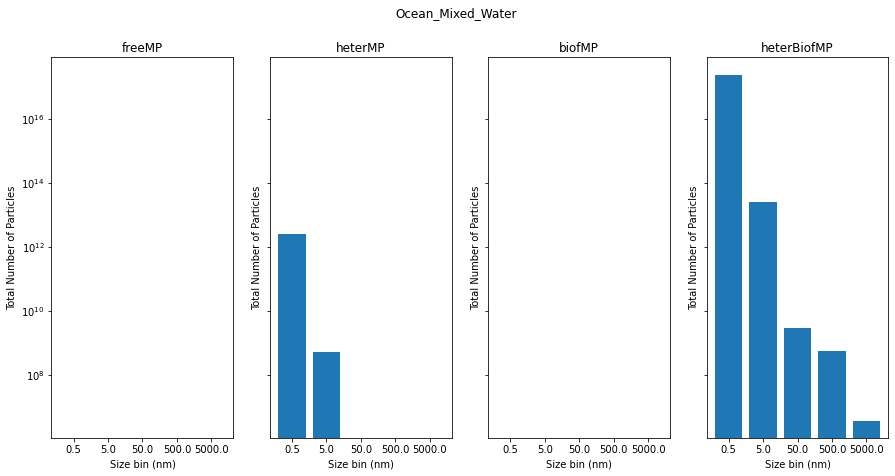 Ocean_Mixed_Water
freeMP
heterMP
biofMP
heterBiofMP
Total Number of Particles
10^16
10^14
10^12
10^10
10^8
0.5 5.0 50.0 500.0 5000.0
Size bin (nm)
Total Number of Particles
0.5 5.0 50.0 500.0 5000.0
Size bin (nm)
Total Number of Particles
0.5 5.0 50.0 500.0 5000.0
Size bin (nm)
Total Number of Particles
0.5 5.0 50.0 500.0 5000.0
Size bin (nm)